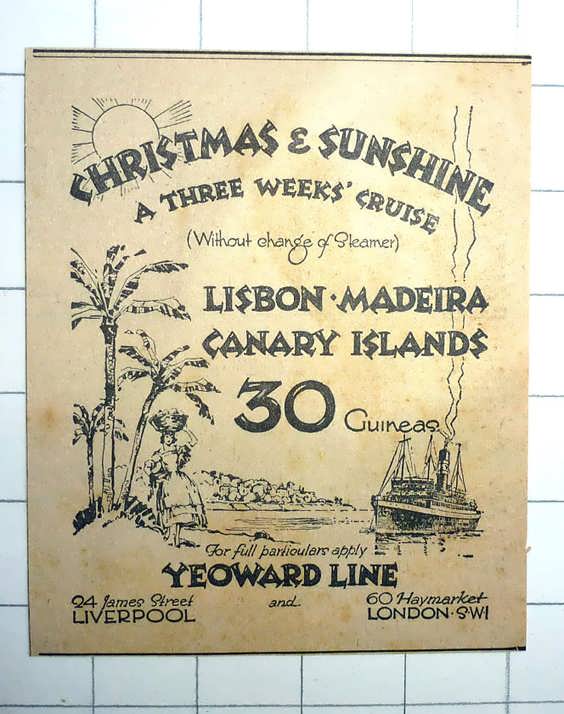 CHRISTMAS & SUNSHINE
A THREE WEEKS' CRUISE
(Without change of Steamer)
LISBON · MADEIRA
CANARY ISLANDS
30 Guineas
For full particulars apply
YEOWARD LINE
24 James Street
LIVERPOOL
and
60 Haymarket
LONDON · SW1